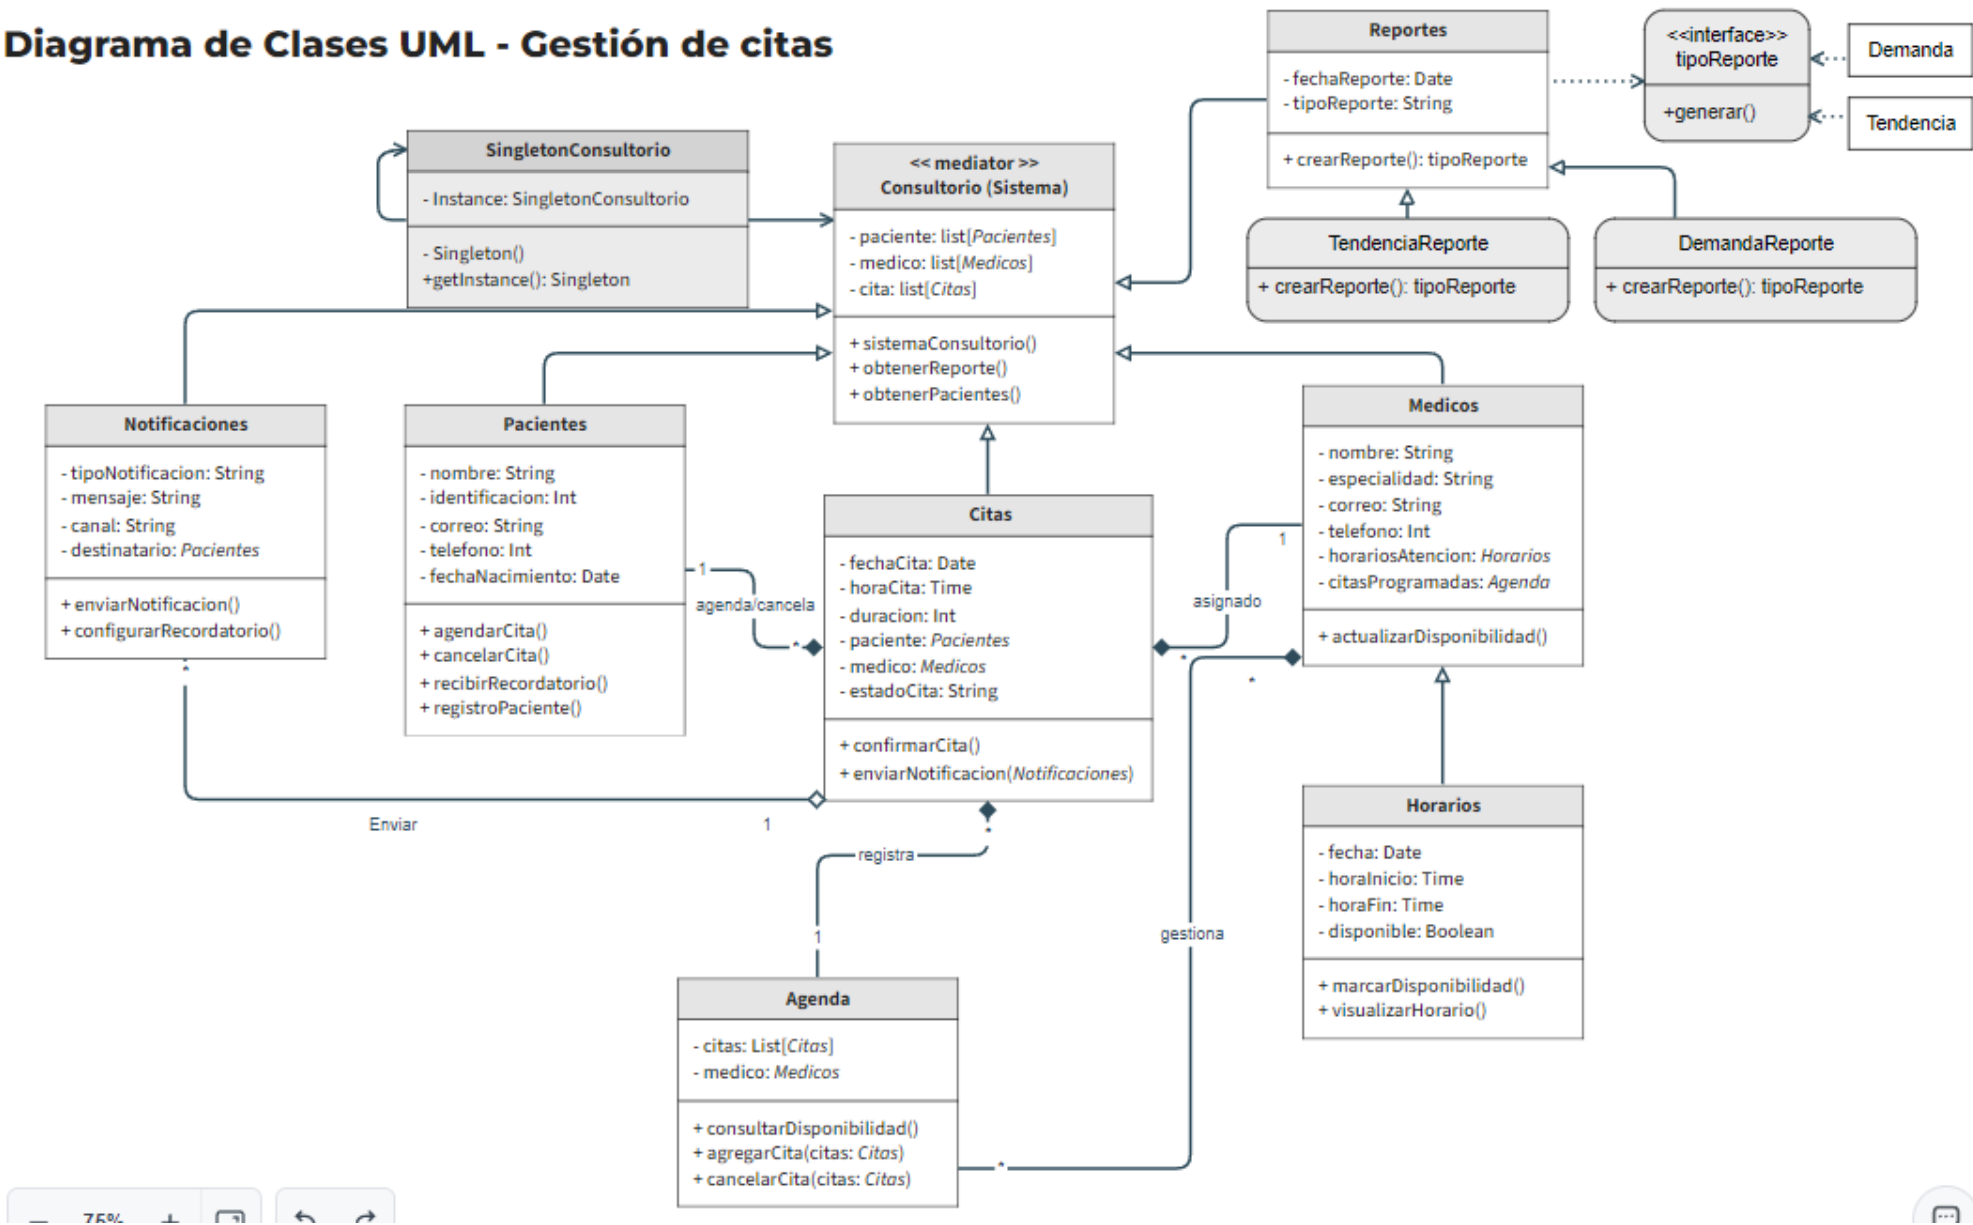 Diagrama de Clases UML - Gestión de citas
SingletonConsultorio
- Instance: SingletonConsultorio
- Singleton()
+getInstance(): Singleton
<< mediator >>
Consultorio (Sistema)
- paciente: list[Pacientes]
- medico: list[Medicos]
- cita: list[Citas]
+ sistemaConsultorio()
+ obtenerReporte()
+ obtenerPacientes()
Reportes
- fechaReporte: Date
- tipoReporte: String
+ crearReporte(): tipoReporte
<<interface>>
tipoReporte
+generar()
Demanda
Tendencia
TendenciaReporte
+ crearReporte(): tipoReporte
DemandaReporte
+ crearReporte(): tipoReporte
Notificaciones
- tipoNotificacion: String
- mensaje: String
- canal: String
- destinatario: Pacientes
+ enviarNotificacion()
+ configurarRecordatorio()
*
Pacientes
- nombre: String
- identificacion: Int
- correo: String
- telefono: Int
- fechaNacimiento: Date
+ agendarCita()
+ cancelarCita()
+ recibirRecordatorio()
+ registroPaciente()
1
agenda/cancela
*
Citas
- fechaCita: Date
- horaCita: Time
- duracion: Int
- paciente: Pacientes
- medico: Medicos
- estadoCita: String
+ confirmarCita()
+ enviarNotificacion(Notificaciones)
Medicos
- nombre: String
- especialidad: String
- correo: String
- telefono: Int
- horariosAtencion: Horarios
- citasProgramadas: Agenda
+ actualizarDisponibilidad()
1
asignado
*
*
Enviar
1
*
registra
1
gestiona
*
Horarios
- fecha: Date
- horaInicio: Time
- horaFin: Time
- disponible: Boolean
+ marcarDisponibilidad()
+ visualizarHorario()
Agenda
- citas: List[Citas]
- medico: Medicos
+ consultarDisponibilidad()
+ agregarCita(citas: Citas)
+ cancelarCita(citas: Citas)
75%